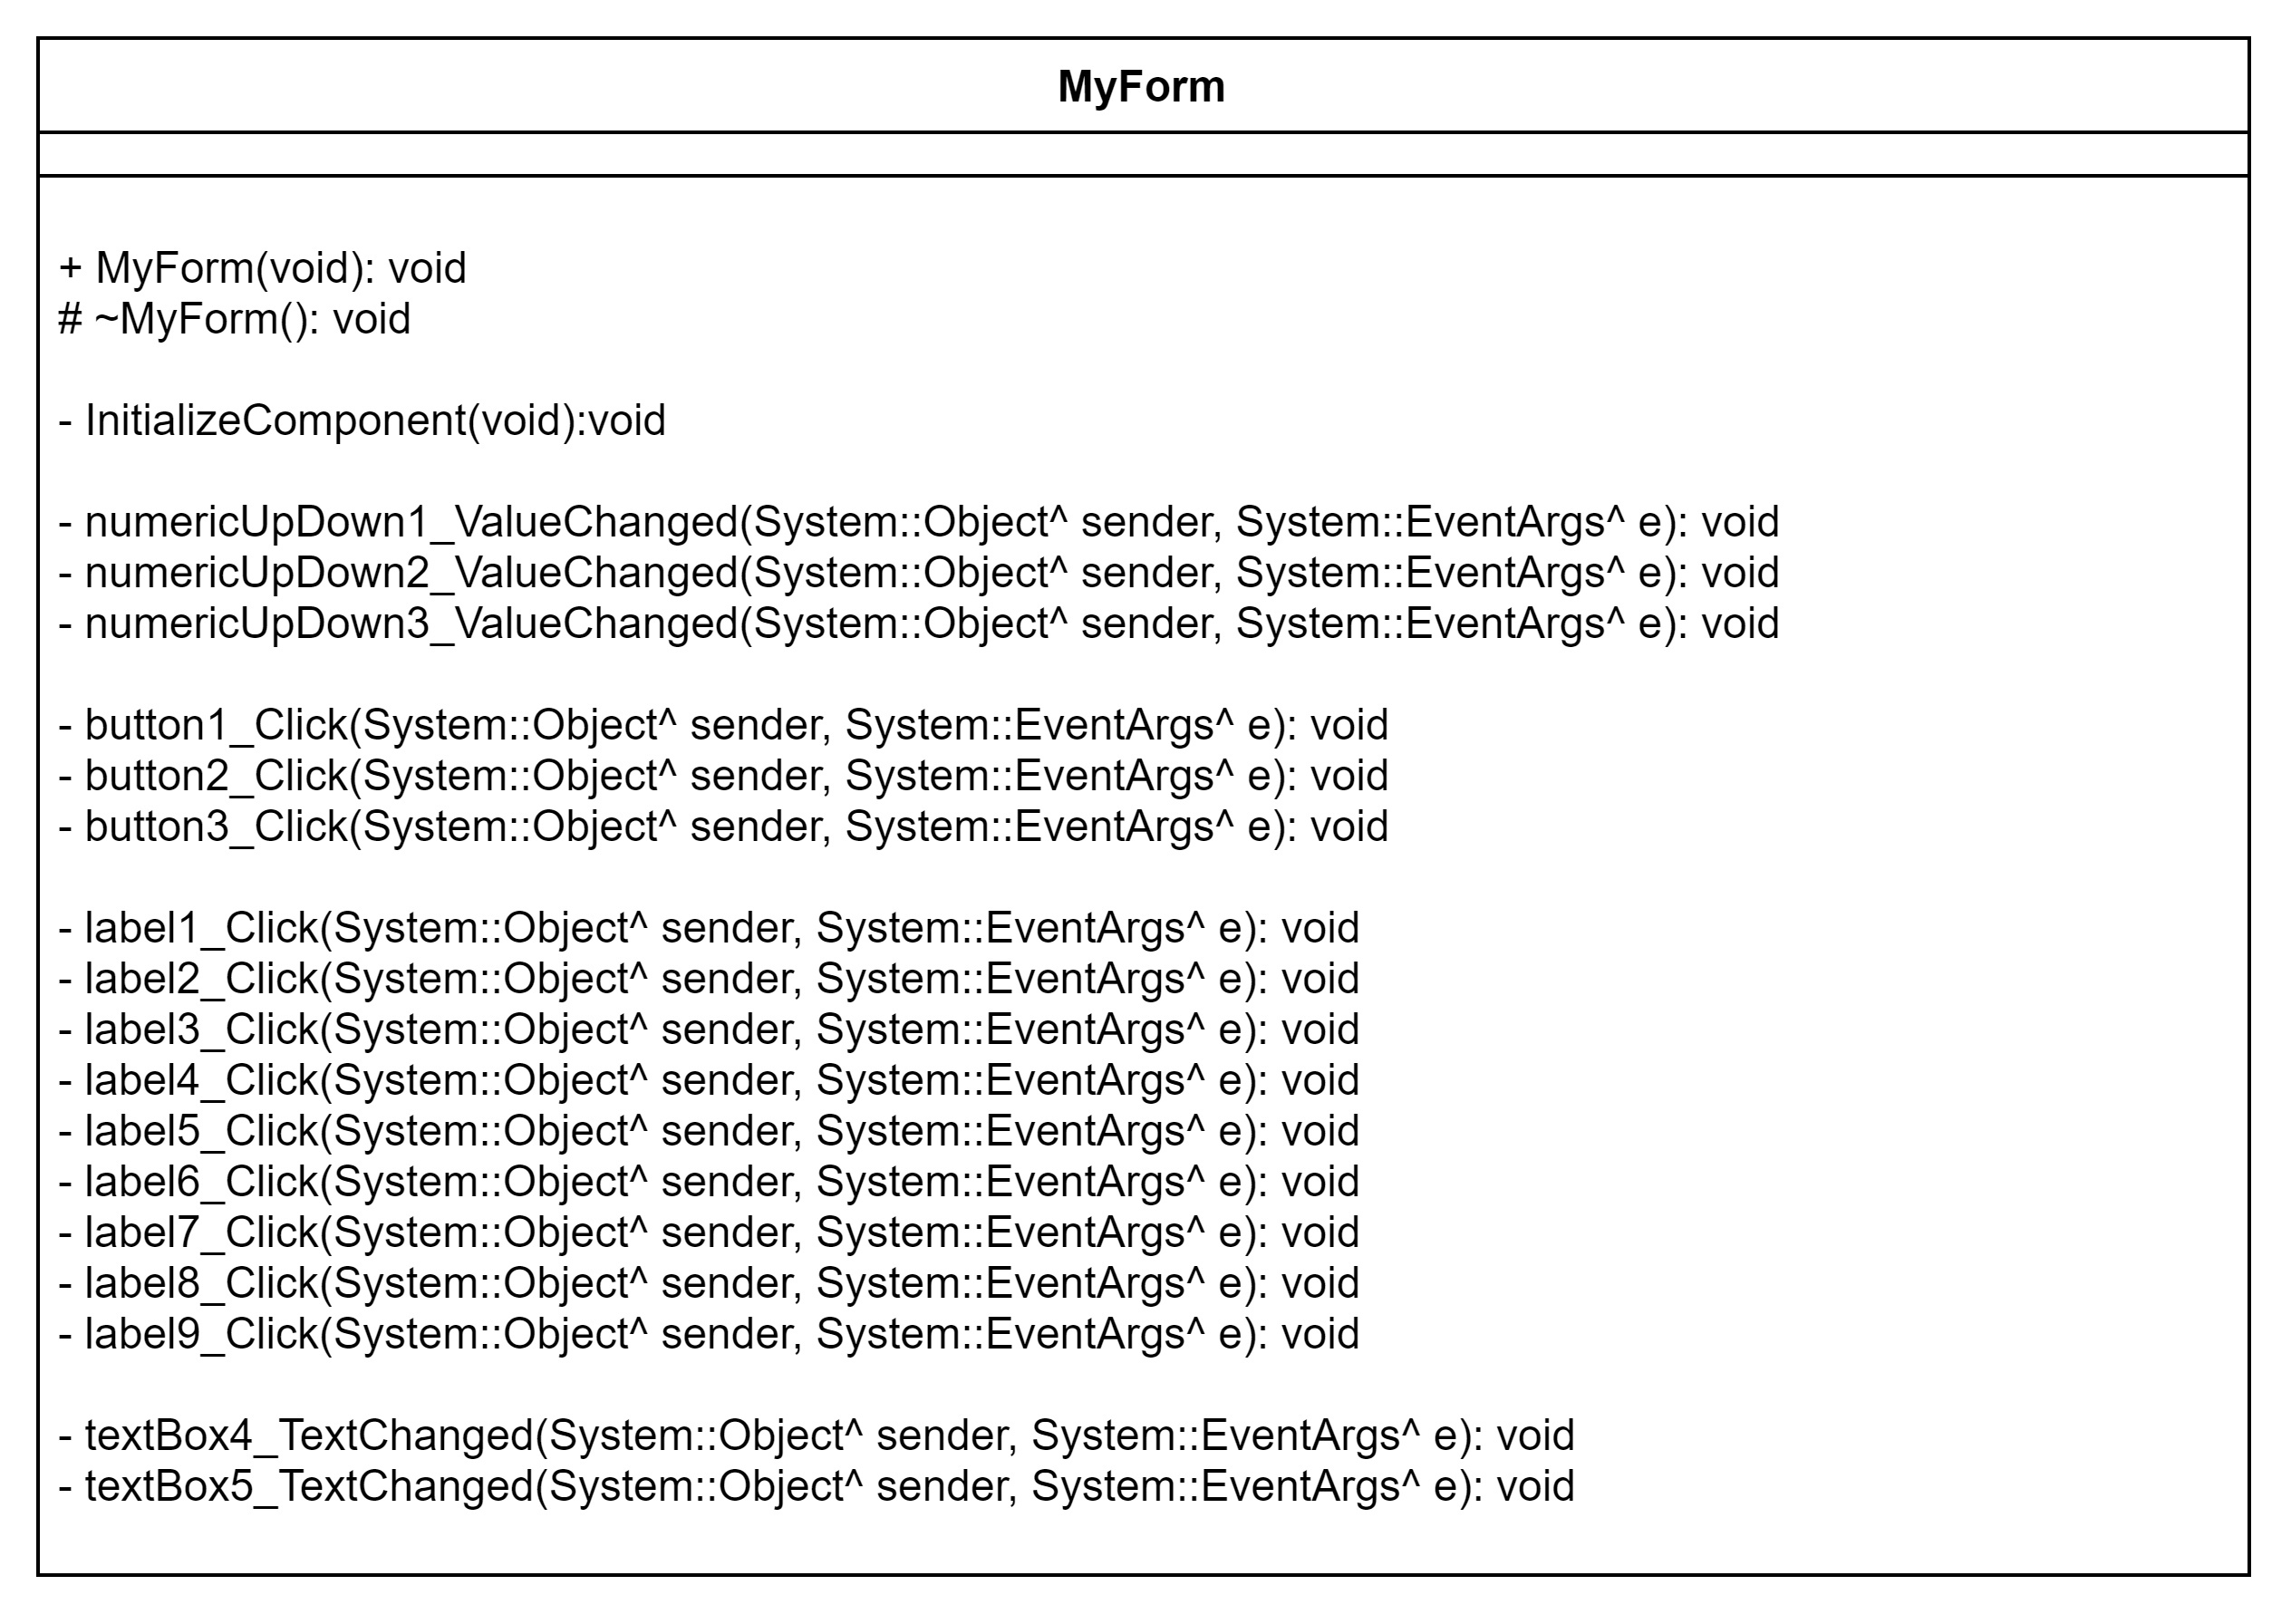 MyForm
+ MyForm(void): void
# ~MyForm(): void
- InitializeComponent(void):void
- numericUpDown1_ValueChanged(System::Object^ sender, System::EventArgs^ e): void
- numericUpDown2_ValueChanged(System::Object^ sender, System::EventArgs^ e): void
- numericUpDown3_ValueChanged(System::Object^ sender, System::EventArgs^ e): void
- button1_Click(System::Object^ sender, System::EventArgs^ e): void
- button2_Click(System::Object^ sender, System::EventArgs^ e): void
- button3_Click(System::Object^ sender, System::EventArgs^ e): void
- label1_Click(System::Object^ sender, System::EventArgs^ e): void
- label2_Click(System::Object^ sender, System::EventArgs^ e): void
- label3_Click(System::Object^ sender, System::EventArgs^ e): void
- label4_Click(System::Object^ sender, System::EventArgs^ e): void
- label5_Click(System::Object^ sender, System::EventArgs^ e): void
- label6_Click(System::Object^ sender, System::EventArgs^ e): void
- label7_Click(System::Object^ sender, System::EventArgs^ e): void
- label8_Click(System::Object^ sender, System::EventArgs^ e): void
- label9_Click(System::Object^ sender, System::EventArgs^ e): void
- textBox4_TextChanged(System::Object^ sender, System::EventArgs^ e): void
- textBox5_TextChanged(System::Object^ sender, System::EventArgs^ e): void